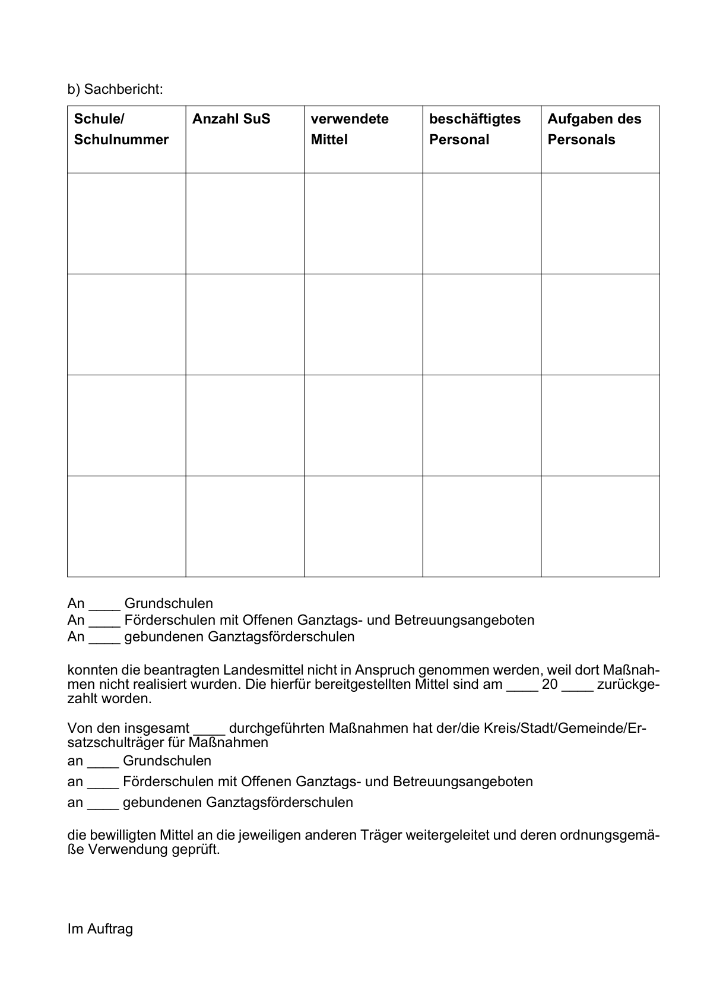 b) Sachbericht:
Schule/
Schulnummer
Anzahl SuS
verwendete
Mittel
beschäftigtes
Personal
Aufgaben des
Personals
An ____ Grundschulen
An ____ Förderschulen mit Offenen Ganztags- und Betreuungsangeboten
An ____ gebundenen Ganztagsförderschulen
konnten die beantragten Landesmittel nicht in Anspruch genommen werden, weil dort Maßnah-
men nicht realisiert wurden. Die hierfür bereitgestellten Mittel sind am ____ 20 ____ zurückge-
zahlt worden.
Von den insgesamt ____ durchgeführten Maßnahmen hat der/die Kreis/Stadt/Gemeinde/Er-
satzschulträger für Maßnahmen
an ____ Grundschulen
an ____ Förderschulen mit Offenen Ganztags- und Betreuungsangeboten
an ____ gebundenen Ganztagsförderschulen
die bewilligten Mittel an die jeweiligen anderen Träger weitergeleitet und deren ordnungsgemä-
ße Verwendung geprüft.
Im Auftrag